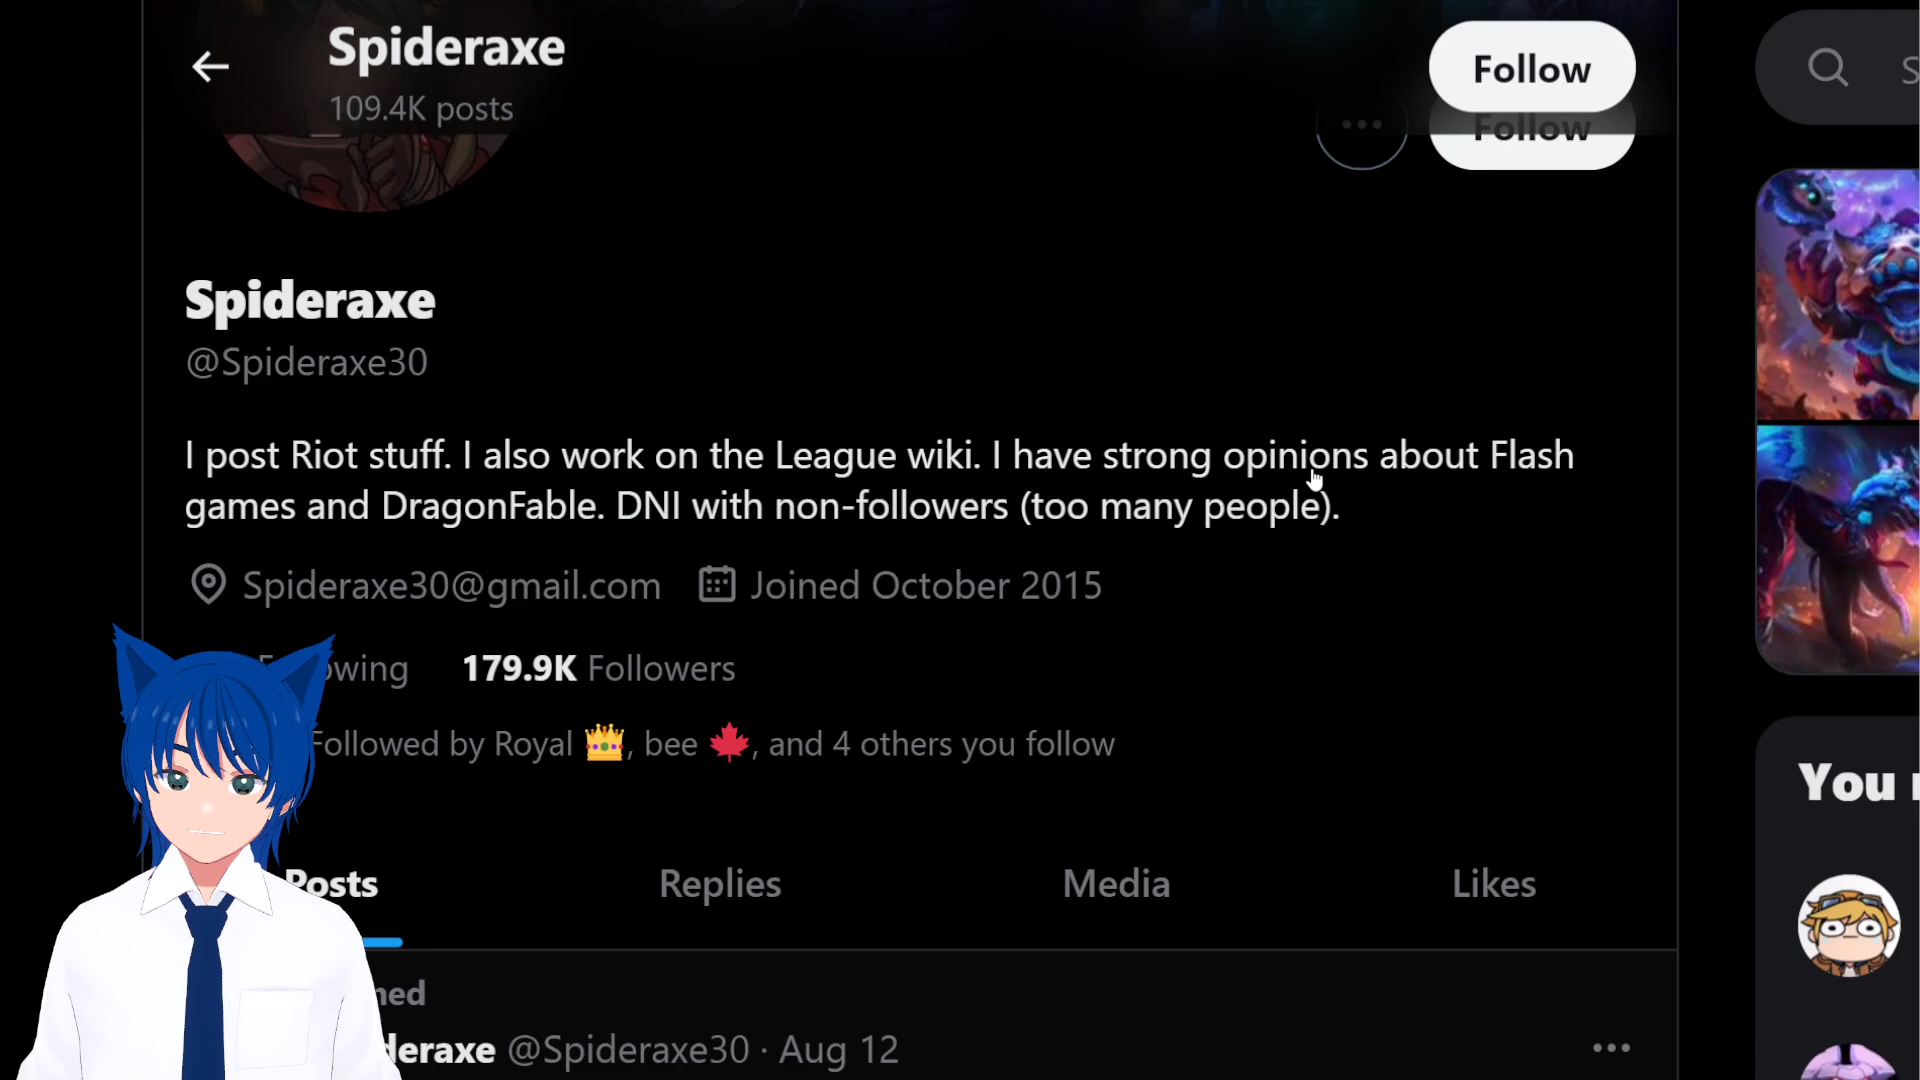 Spideraxe
109.4K posts
Follow
Follow
Spideraxe
@Spideraxe30
I post Riot stuff. I also work on the League wiki. I have strong opinions about Flash
games and DragonFable. DNI with non-followers (too many people).
Spideraxe30@gmail.com Joined October 2015
179.9K Followers
Followed by Royal 👑, bee 🍁, and 4 others you follow
You
Posts Replies Media Likes
@Spideraxe30 · Aug 12